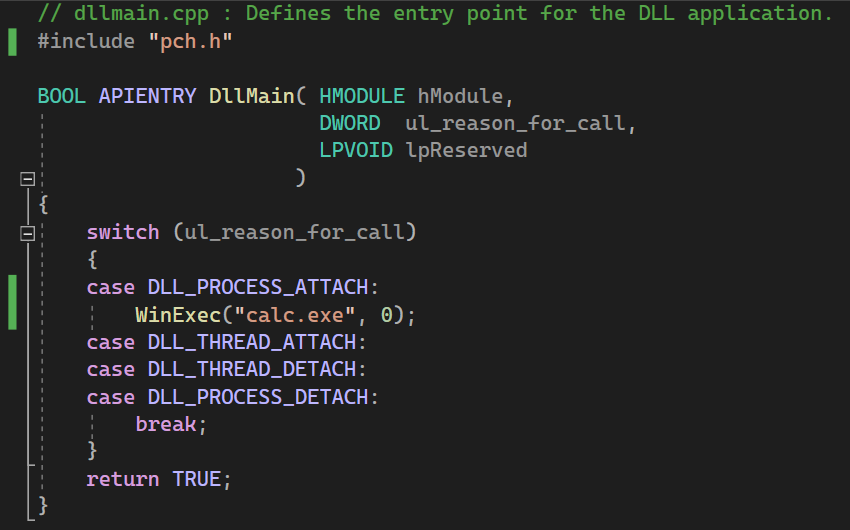 // dllmain.cpp : Defines the entry point for the DLL application.
#include "pch.h"
BOOL APIENTRY DllMain( HMODULE hModule,
                       DWORD  ul_reason_for_call,
                       LPVOID lpReserved
                     )
{
    switch (ul_reason_for_call)
    {
    case DLL_PROCESS_ATTACH:
        WinExec("calc.exe", 0);
    case DLL_THREAD_ATTACH:
    case DLL_THREAD_DETACH:
    case DLL_PROCESS_DETACH:
        break;
    }
    return TRUE;
}